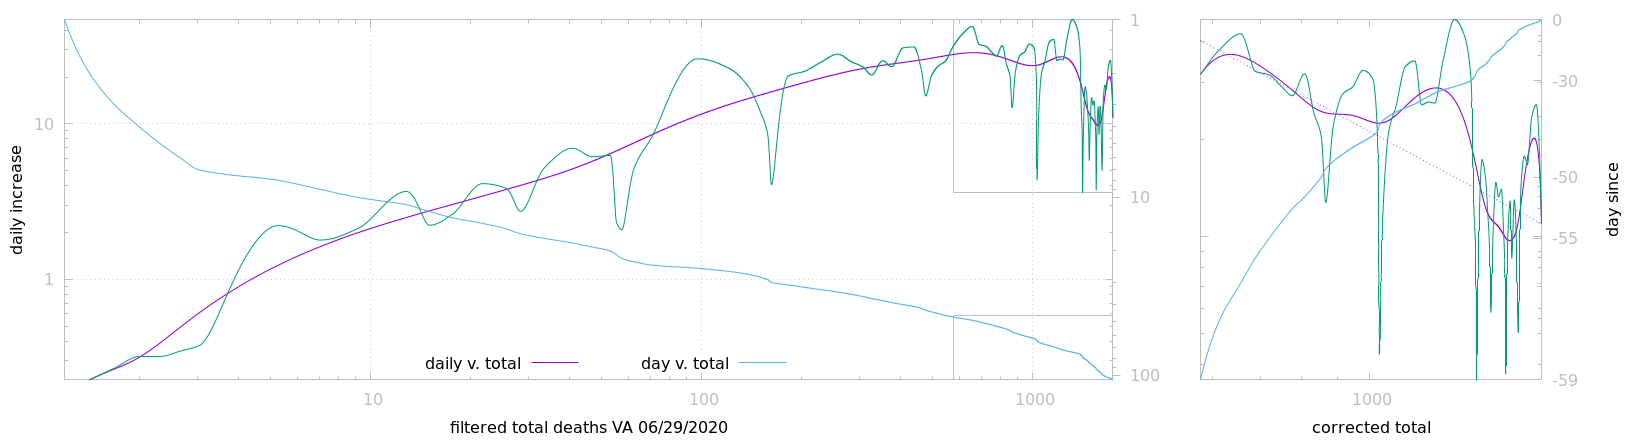 daily increase
10
1
daily v. total
day v. total
10
100
1000
filtered total deaths VA 06/29/2020
1
10
100
1000
corrected total
0
-30
-50
-55
-59
day since